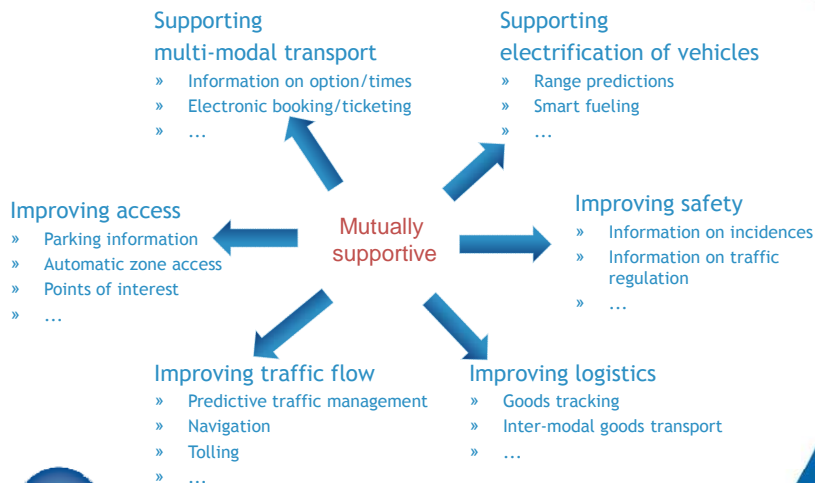 Supporting
multi-modal transport
» Information on option/times
» Electronic booking/ticketing
» ...
Supporting
electrification of vehicles
» Range predictions
» Smart fueling
» ...
Improving access
» Parking information
» Automatic zone access
» Points of interest
» ...
Mutually
supportive
Improving safety
» Information on incidences
» Information on traffic
regulation
» ...
Improving traffic flow
» Predictive traffic management
» Navigation
» Tolling
» ...
Improving logistics
» Goods tracking
» Inter-modal goods transport
» ...